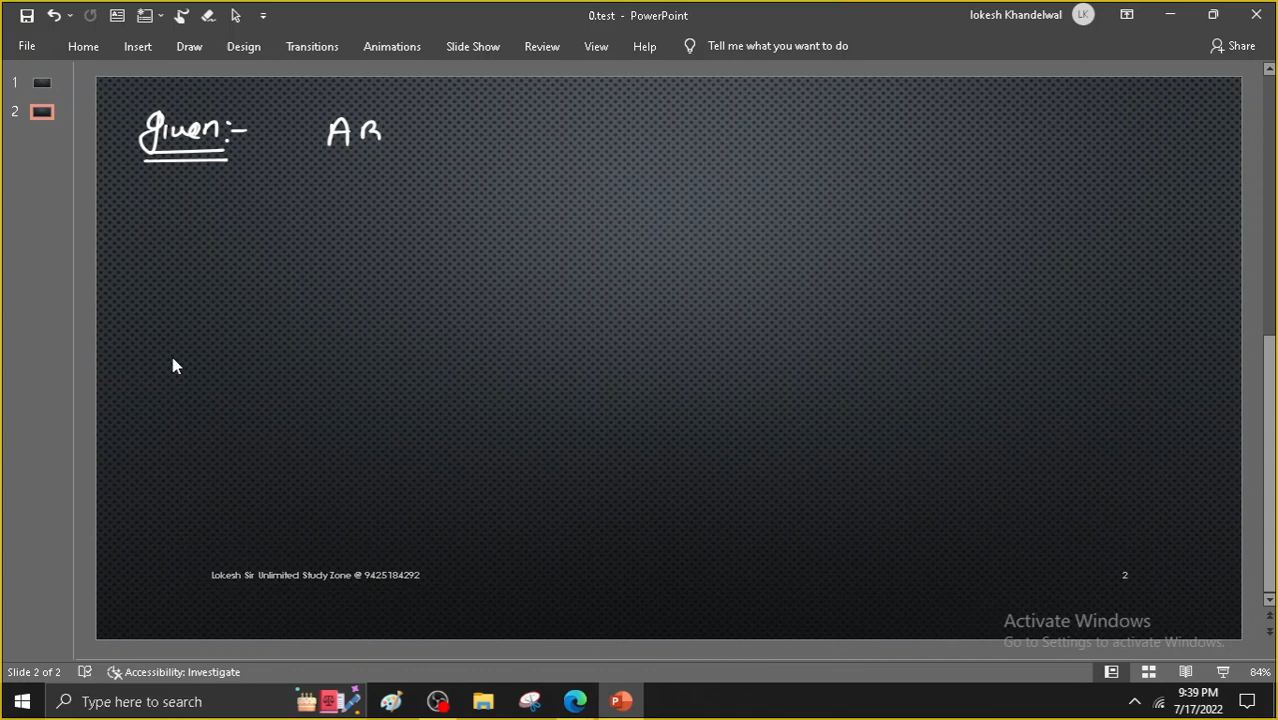 0.test - PowerPoint
lokesh Khandelwal LK
File Home Insert Draw Design Transitions Animations Slide Show Review View Help Tell me what you want to do Share
1
2
Given:- A B
Lokesh Sir Unlimited Study Zone @ 9425184292 2
Activate Windows
Go to Settings to activate Windows.
Slide 2 of 2 Accessibility: Investigate 84%
Type here to search
9:39 PM
7/17/2022